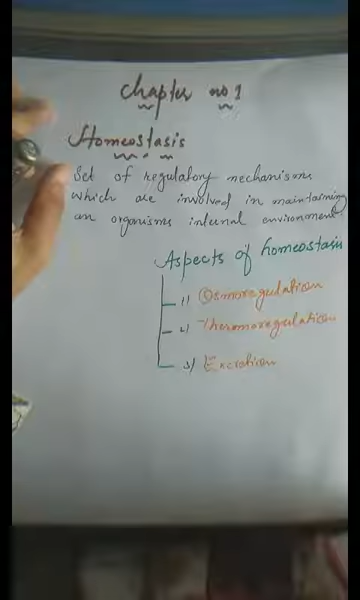 Chapter no 1
Homeostasis
Set of regulatory mechanisms
which are involved in maintaining
an organisms internal environment
Aspects of homeostasis
1) Osmoregulation
2) Thermoregulation
3) Excretion